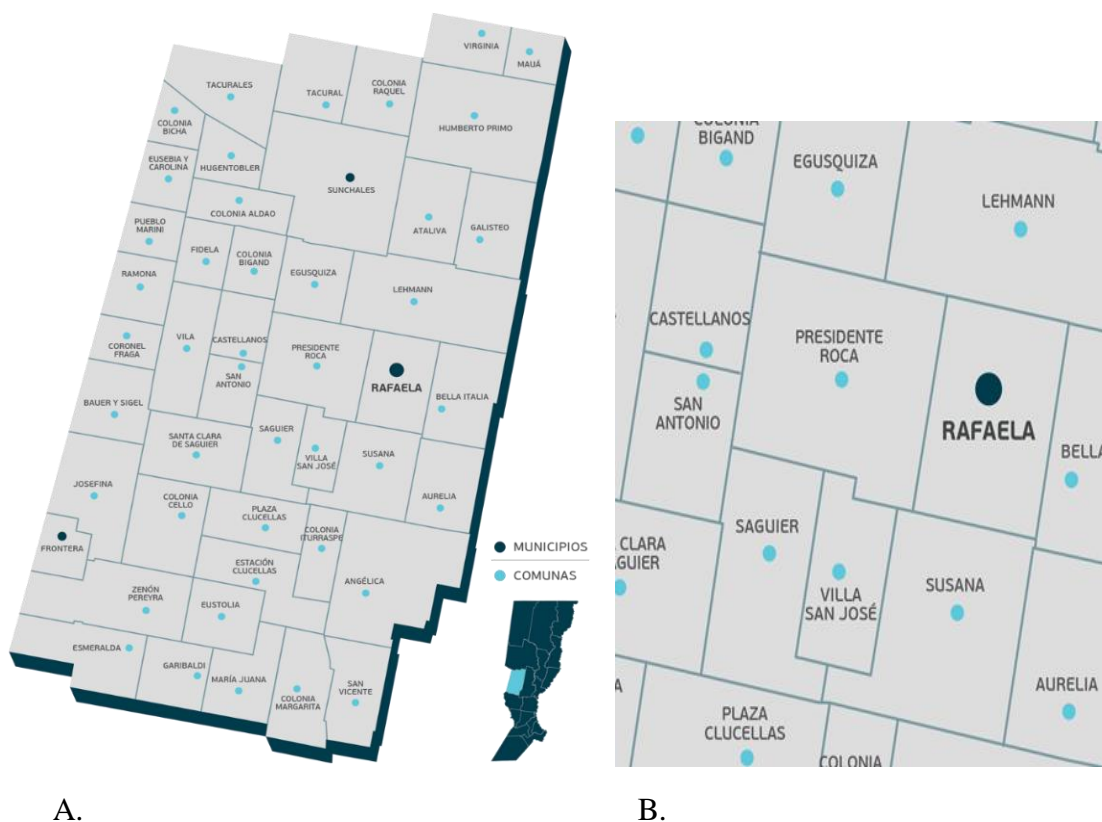 VIRGINIA
MAUÁ
TACURALES
TACURAL
COLONIA
RAQUEL
HUMBERTO PRIMO
COLONIA
BICHA
EUSEBIA Y
CAROLINA
HUGENTOBLER
SUNCHALES
COLONIA ALDAO
PUEBLO
MARINI
FIDELA
COLONIA
BIGAND
ATALIVA
GALISTEO
RAMONA
EGUSQUIZA
LEHMANN
CORONEL
FRAGA
VILA
CASTELLANOS
SAN
ANTONIO
PRESIDENTE
ROCA
RAFAELA
BELLA ITALIA
BAUER Y SIGEL
SANTA CLARA
DE SAGUIER
SAGUIER
VILLA
SAN JOSÉ
SUSANA
AURELIA
JOSEFINA
COLONIA
CELLO
PLAZA
CLUCELLAS
COLONIA
ITURRASPE
FRONTERA
ESTACIÓN
CLUCELLAS
ANGÉLICA
ZENÓN
PEREYRA
EUSTOLIA
ESMERALDA
GARIBALDI
MARÍA JUANA
COLONIA
MARGARITA
SAN
VICENTE
MUNICIPIOS
COMUNAS
A.
COLONIA
BIGAND
EGUSQUIZA
LEHMANN
CASTELLANOS
PRESIDENTE
ROCA
SAN
ANTONIO
RAFAELA
BELLA
SAGUIER
A CLARA
AGUIER
VILLA
SAN JOSÉ
SUSANA
A
AURELIA
PLAZA
CLUCELLAS
COLONIA
B.